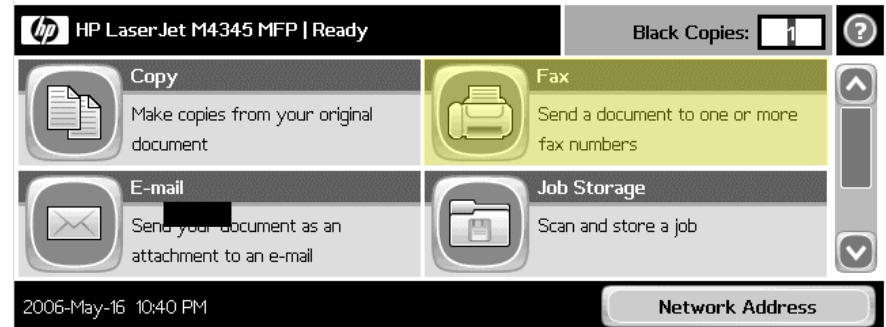 hp HP LaserJet M4345 MFP | Ready
Black Copies: 1
?
Copy
Make copies from your original
document
Fax
Send a document to one or more
fax numbers
E-mail
Send document as an
attachment to an e-mail
Job Storage
Scan and store a job
2006-May-16 10:40 PM
Network Address